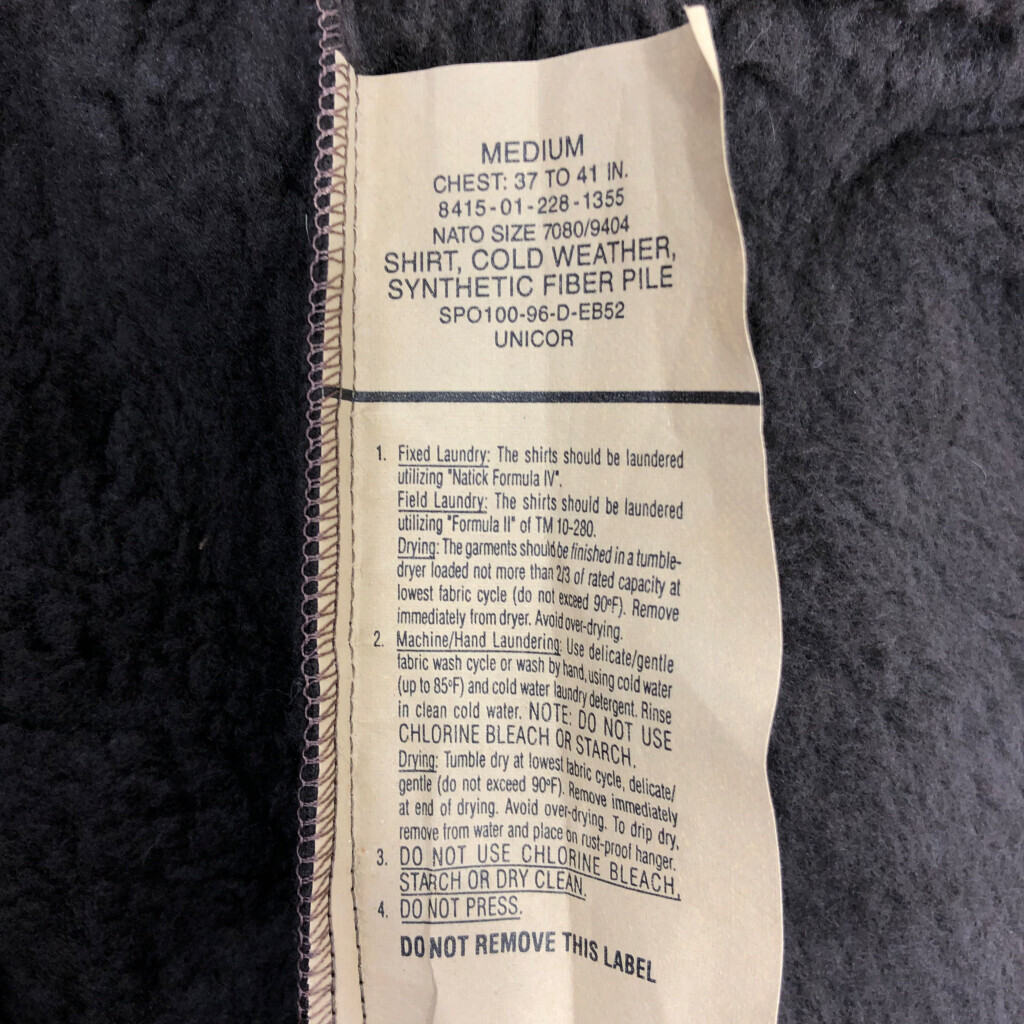 MEDIUM
CHEST: 37 TO 41 IN.
8415-01-228-1355
NATO SIZE 7080/9404
SHIRT, COLD WEATHER,
SYNTHETIC FIBER PILE
SPO100-96-D-EB52
UNICOR
1. Fixed Laundry: The shirts should be laundered
utilizing "Natick Formula IV".
Field Laundry: The shirts should be laundered
utilizing "Formula II" of TM 10-280.
Drying: The garments should be finished in a tumble-
dryer loaded not more than 2/3 of rated capacity at
lowest fabric cycle (do not exceed 90°F). Remove
immediately from dryer. Avoid over-drying.
2. Machine/Hand Laundering: Use delicate/gentle
fabric wash cycle or wash by hand, using cold water
(up to 85°F) and cold water laundry detergent. Rinse
in clean cold water. NOTE: DO NOT USE
CHLORINE BLEACH OR STARCH.
Drying: Tumble dry at lowest fabric cycle, delicate/
gentle (do not exceed 90°F). Remove immediately
at end of drying. Avoid over-drying. To drip dry,
remove from water and place on rust-proof hanger.
3. DO NOT USE CHLORINE BLEACH,
STARCH OR DRY CLEAN.
4. DO NOT PRESS.
DO NOT REMOVE THIS LABEL